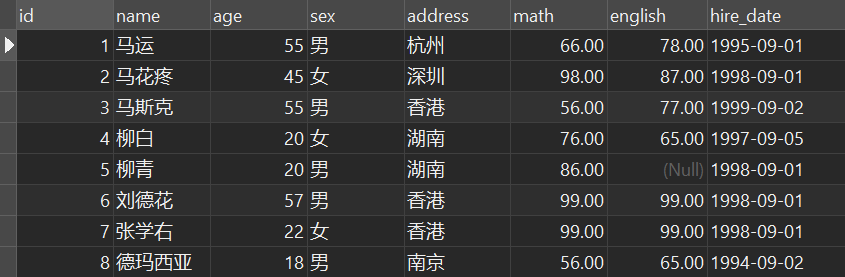 id name age sex address math english hire_date
1 马运 55 男 杭州 66.00 78.00 1995-09-01
2 马花疼 45 女 深圳 98.00 87.00 1998-09-01
3 马斯克 55 男 香港 56.00 77.00 1999-09-02
4 柳白 20 女 湖南 76.00 65.00 1997-09-05
5 柳青 20 男 湖南 86.00 (Null) 1998-09-01
6 刘德花 57 男 香港 99.00 99.00 1998-09-01
7 张学右 22 女 香港 99.00 99.00 1998-09-01
8 德玛西亚 18 男 南京 56.00 65.00 1994-09-02